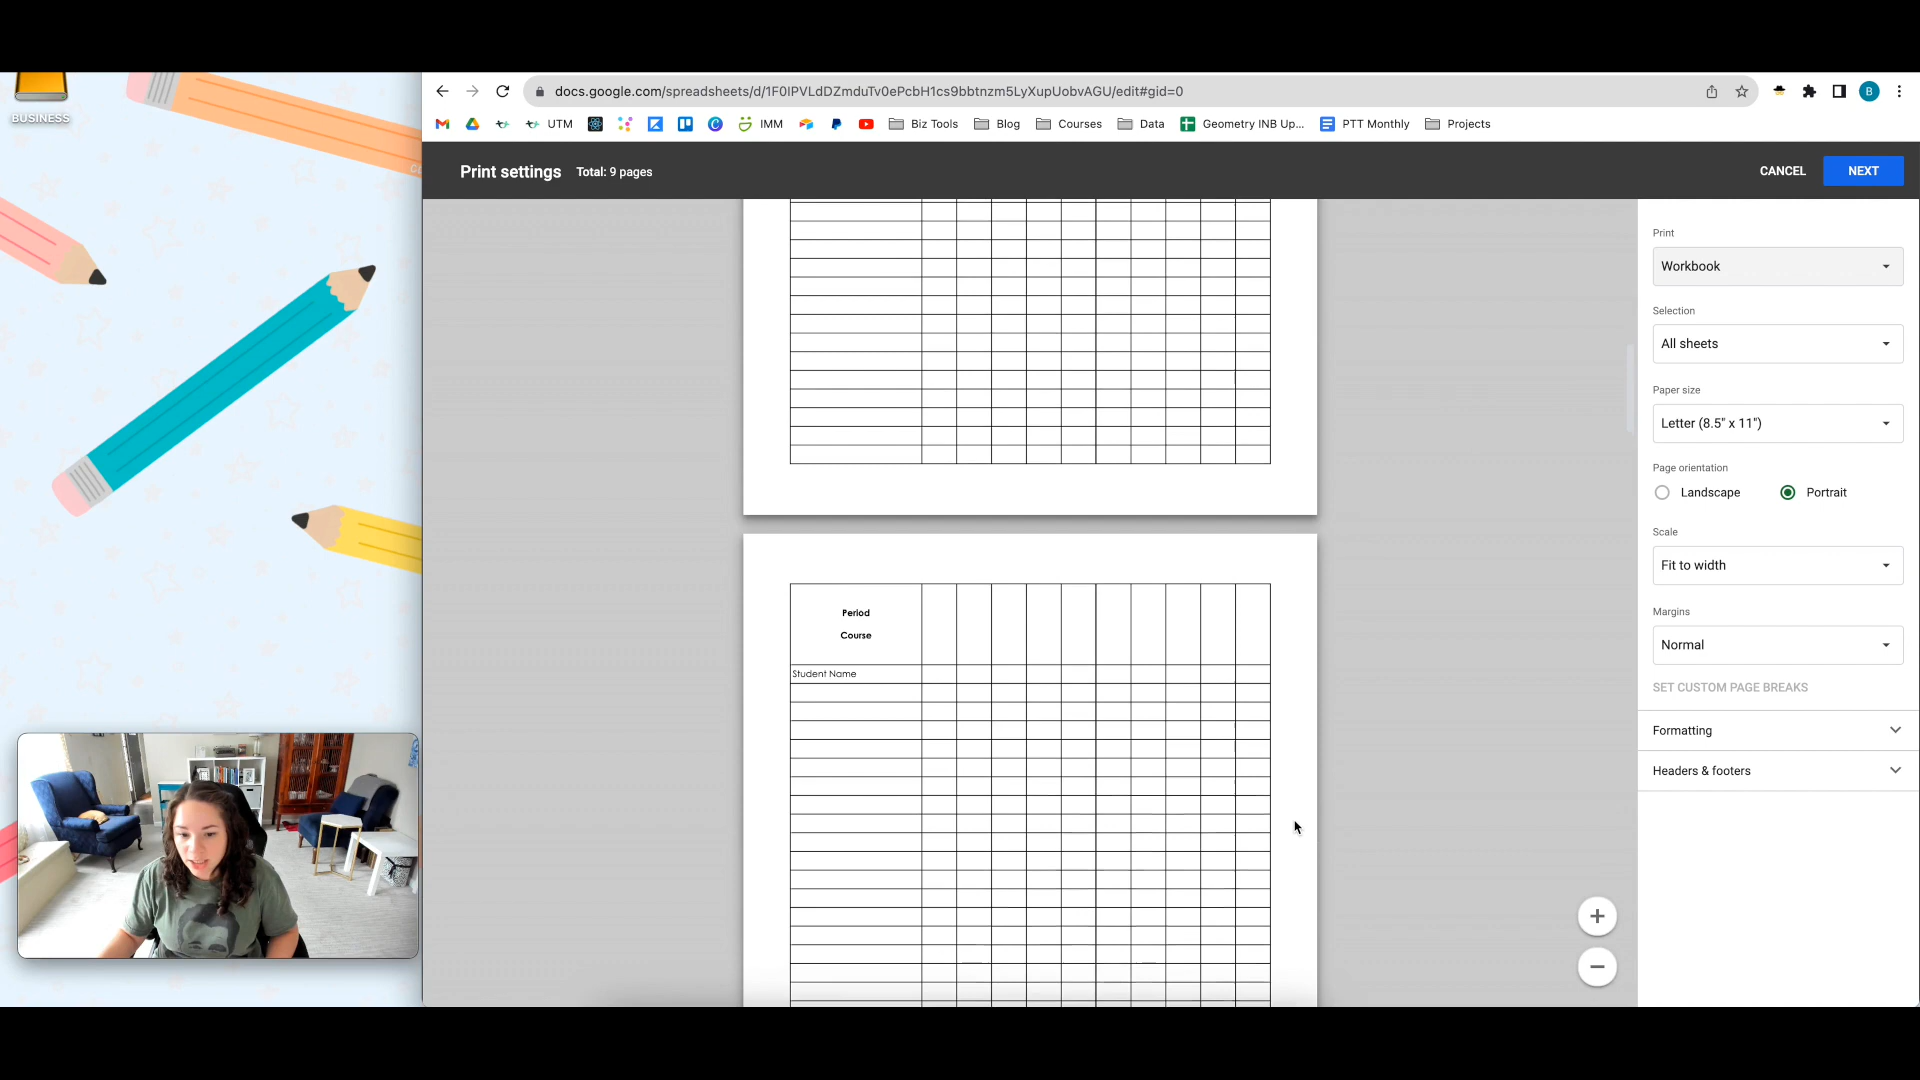 BUSINESS
docs.google.com/spreadsheets/d/1F0IPVLdDZmduTv0ePcbH1cs9bbtnzm5LyXupUobvAGU/edit#gid=0
B
UTM
IMM
Biz Tools
Blog
Courses
Data
Geometry INB Up...
PTT Monthly
Projects
Print settings
Total: 9 pages
CANCEL
NEXT
Print
Workbook
Selection
All sheets
Paper size
Letter (8.5" x 11")
Page orientation
Landscape
Portrait
Scale
Fit to width
Margins
Normal
SET CUSTOM PAGE BREAKS
Formatting
Headers & footers
Period
Course
Student Name